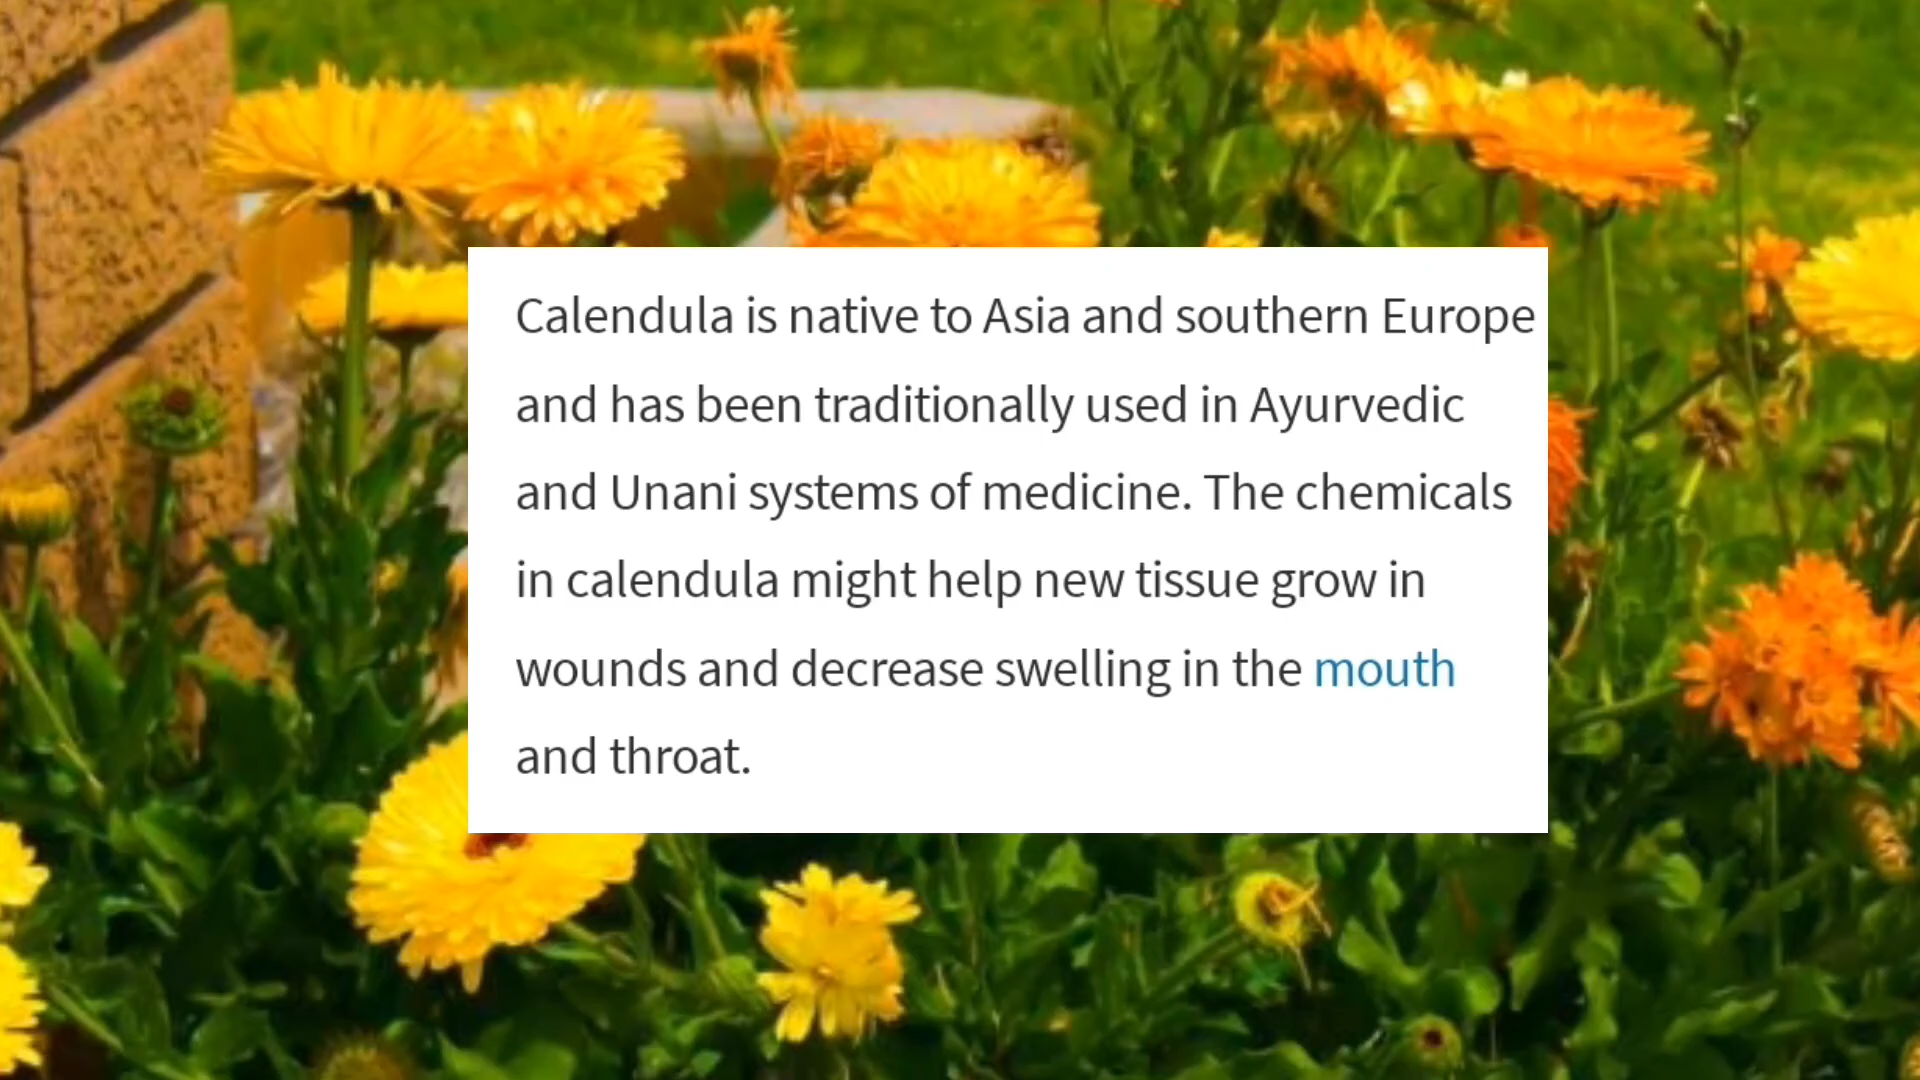 Calendula is native to Asia and southern Europe
and has been traditionally used in Ayurvedic
and Unani systems of medicine. The chemicals
in calendula might help new tissue grow in
wounds and decrease swelling in the mouth
and throat.